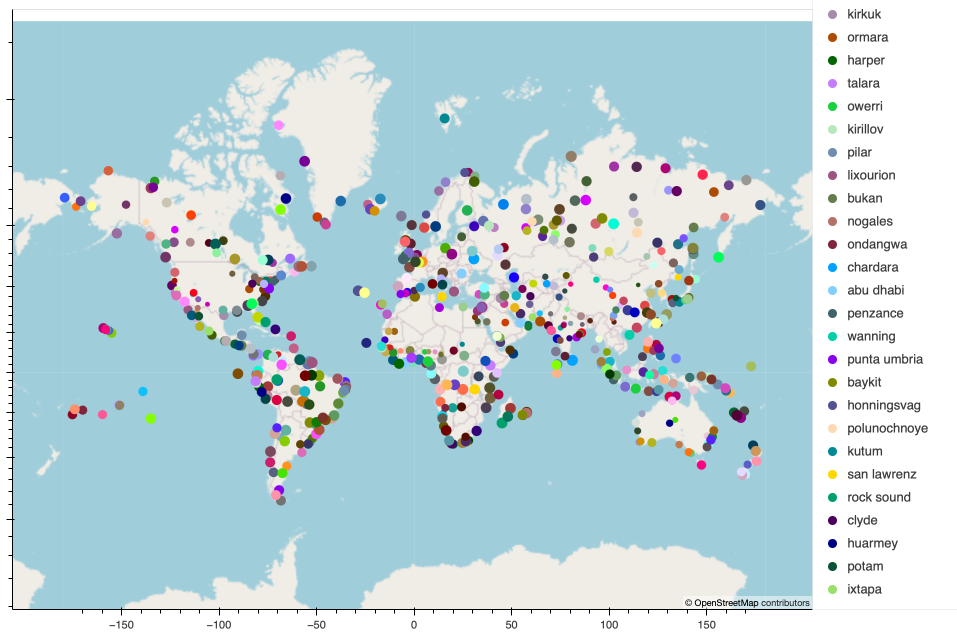 kirkuk
ormara
harper
talara
owerri
kirillov
pilar
lixourion
bukan
nogales
ondangwa
chardara
abu dhabi
penzance
wanning
punta umbria
baykit
honningsvag
polunochnoye
kutum
san lawrenz
rock sound
clyde
huarmey
potam
ixtapa
© OpenStreetMap contributors
−150 −100 −50 0 50 100 150